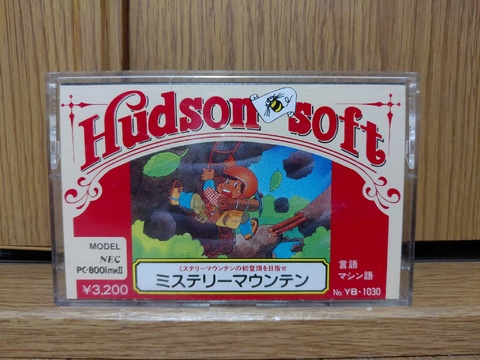 Hudson soft
ミステリーマウンテンの初登頂を目指せ
ミステリーマウンテン
MODEL
NEC
PC-8001mkII
¥3,200
言語
マシン語
No. YB-1030